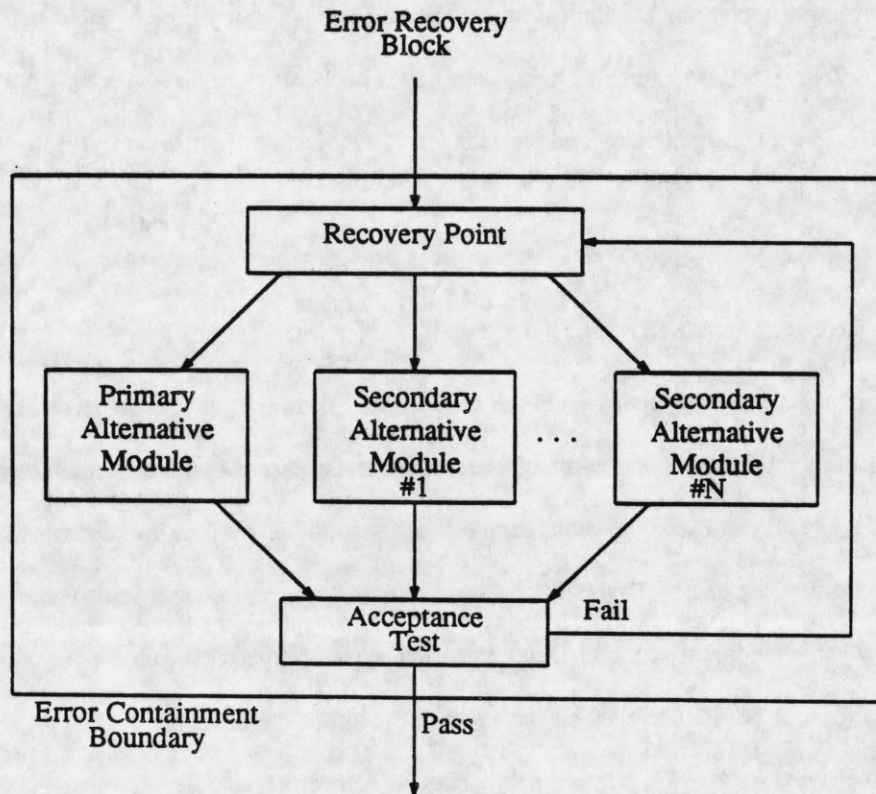 Error Recovery
Block
Recovery Point
Primary
Alternative
Module
Secondary
Alternative
Module
#1
. . .
Secondary
Alternative
Module
#N
Acceptance
Test
Fail
Error Containment
Boundary
Pass